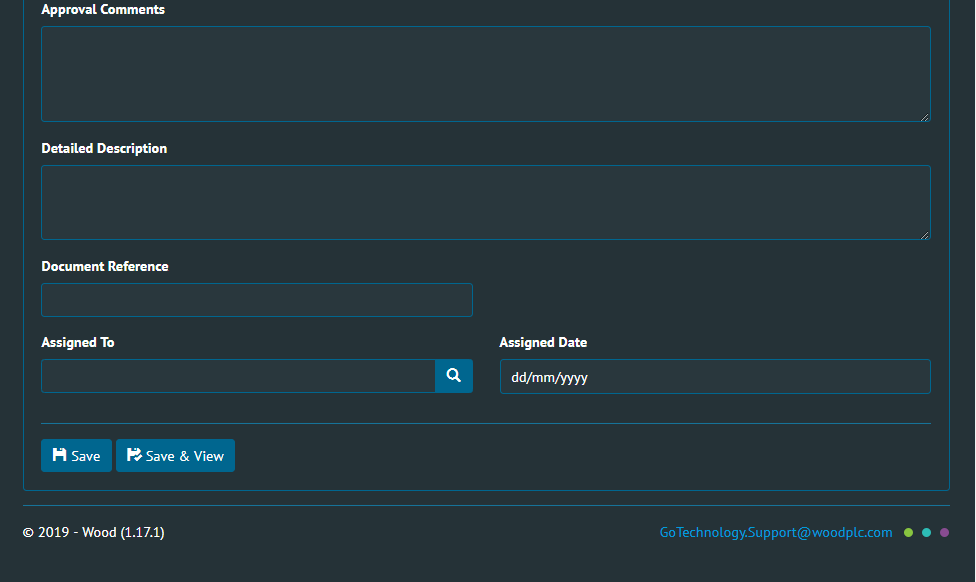 Approval Comments
Detailed Description
Document Reference
Assigned To
Assigned Date
dd/mm/yyyy
Save
Save & View
© 2019 - Wood (1.17.1)
GoTechnology.Support@woodplc.com